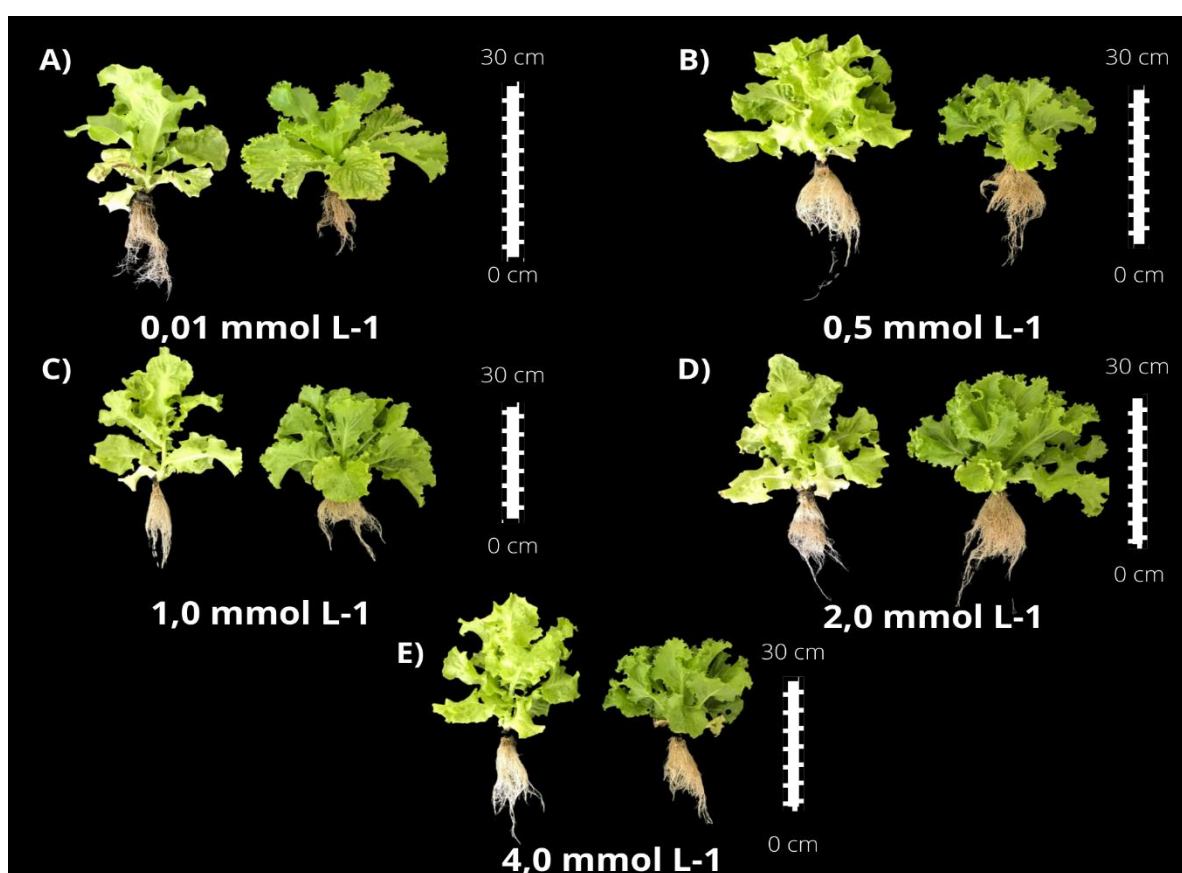 A)
30 cm
0 cm
0,01 mmol L-1
B)
30 cm
0 cm
0,5 mmol L-1
C)
30 cm
0 cm
1,0 mmol L-1
D)
30 cm
0 cm
2,0 mmol L-1
E)
30 cm
0 cm
4,0 mmol L-1